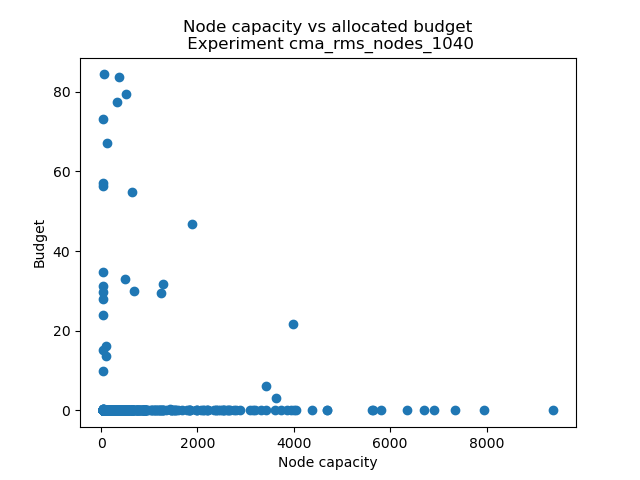 Node capacity vs allocated budget
Experiment cma_rms_nodes_1040
80
60
40
20
0
Budget
0 2000 4000 6000 8000
Node capacity